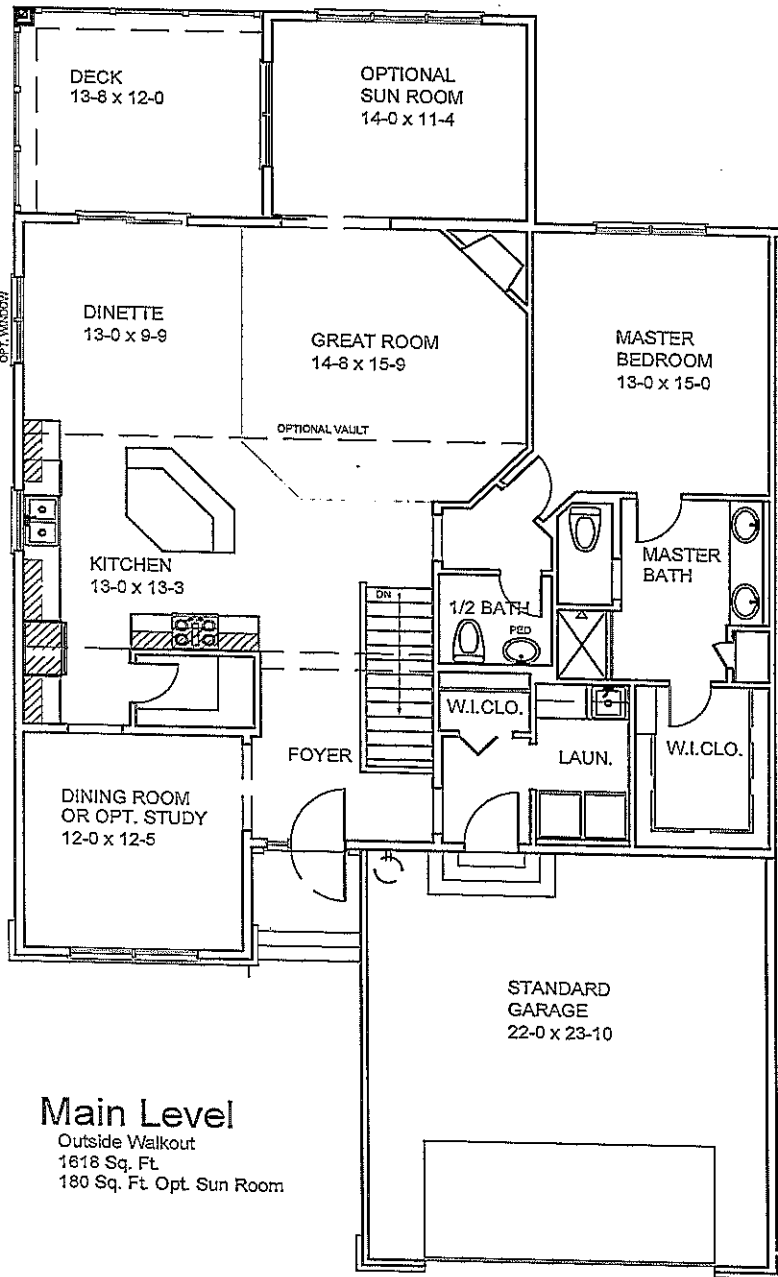 DECK
13-8 x 12-0
OPTIONAL
SUN ROOM
14-0 x 11-4
OPT. WINDOW
DINETTE
13-0 x 9-9
GREAT ROOM
14-8 x 15-9
MASTER
BEDROOM
13-0 x 15-0
OPTIONAL VAULT
KITCHEN
13-0 x 13-3
DN
1/2 BATH
PED
MASTER
BATH
W.I.CLO.
LAUN.
W.I.CLO.
FOYER
DINING ROOM
OR OPT. STUDY
12-0 x 12-5
STANDARD
GARAGE
22-0 x 23-10
Main Level
Outside Walkout
1618 Sq. Ft.
180 Sq. Ft. Opt. Sun Room